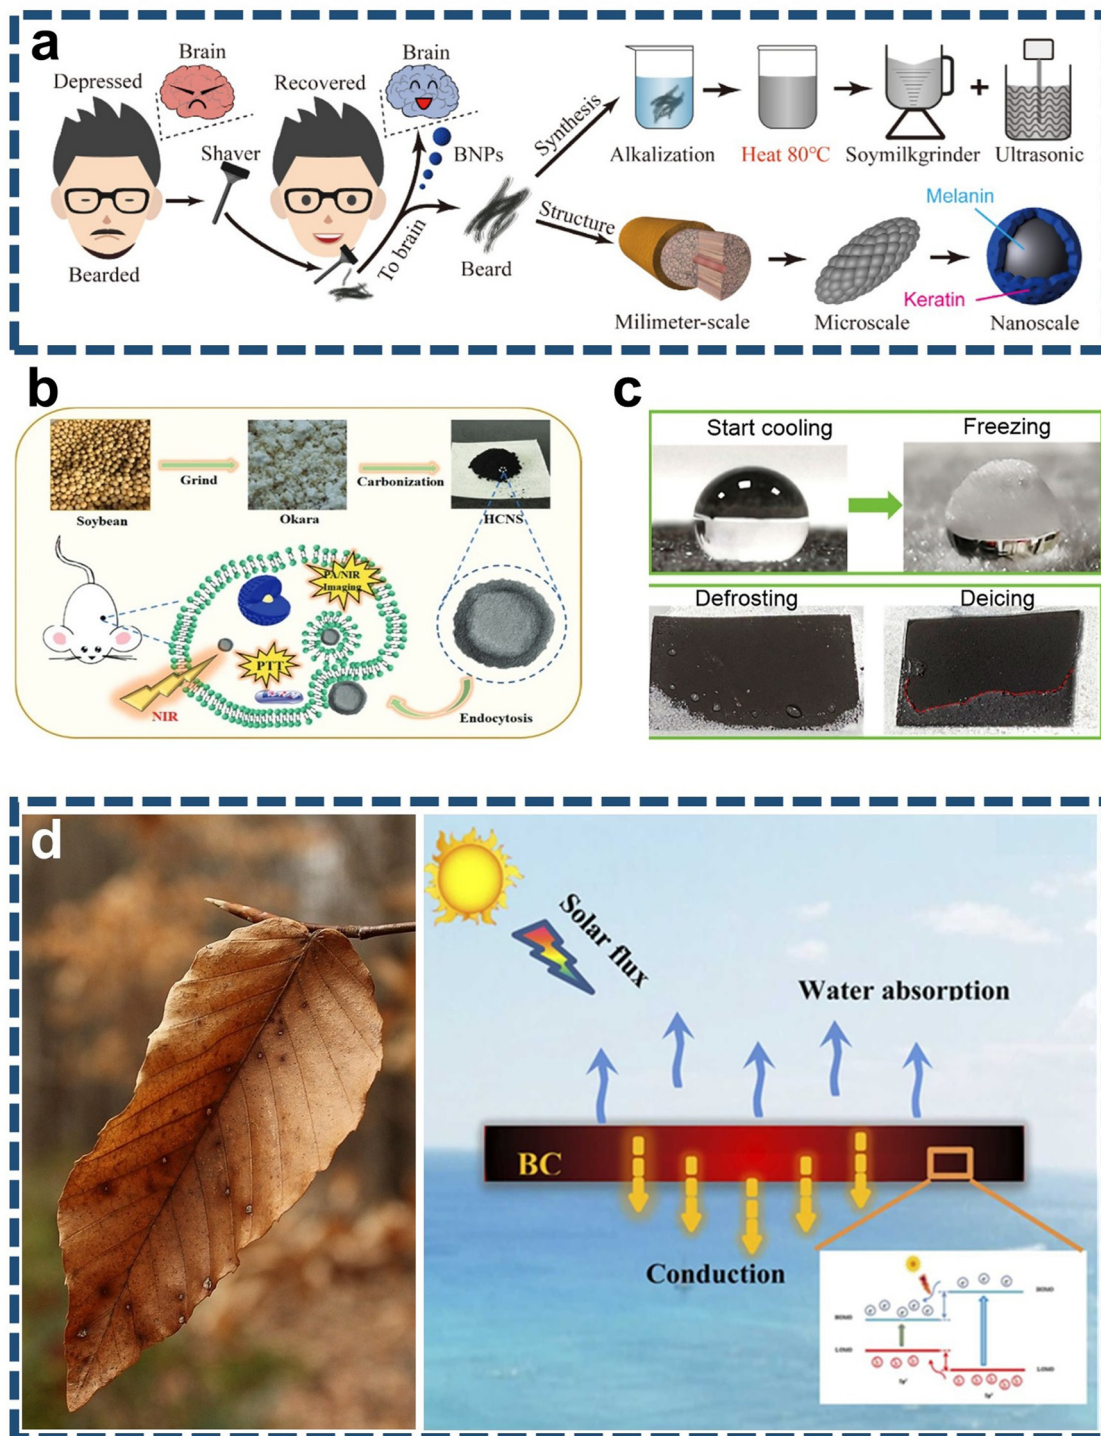 a
Brain
Brain
Depressed
Recovered
Shaver
BNPs
Synthesis
Alkalization
Heat 80℃
Soymilkgrinder
+
Ultrasonic
To brain
Structure
Melanin
Bearded
Beard
Keratin
Milimeter-scale
Microscale
Nanoscale
b
Grind
Carbonization
Soybean
Okara
HCNS
PA/NIR
Imaging
PTT
NIR
Endocytosis
c
Start cooling
Freezing
Defrosting
Deicing
d
Solar flux
Water absorption
BC
Conduction